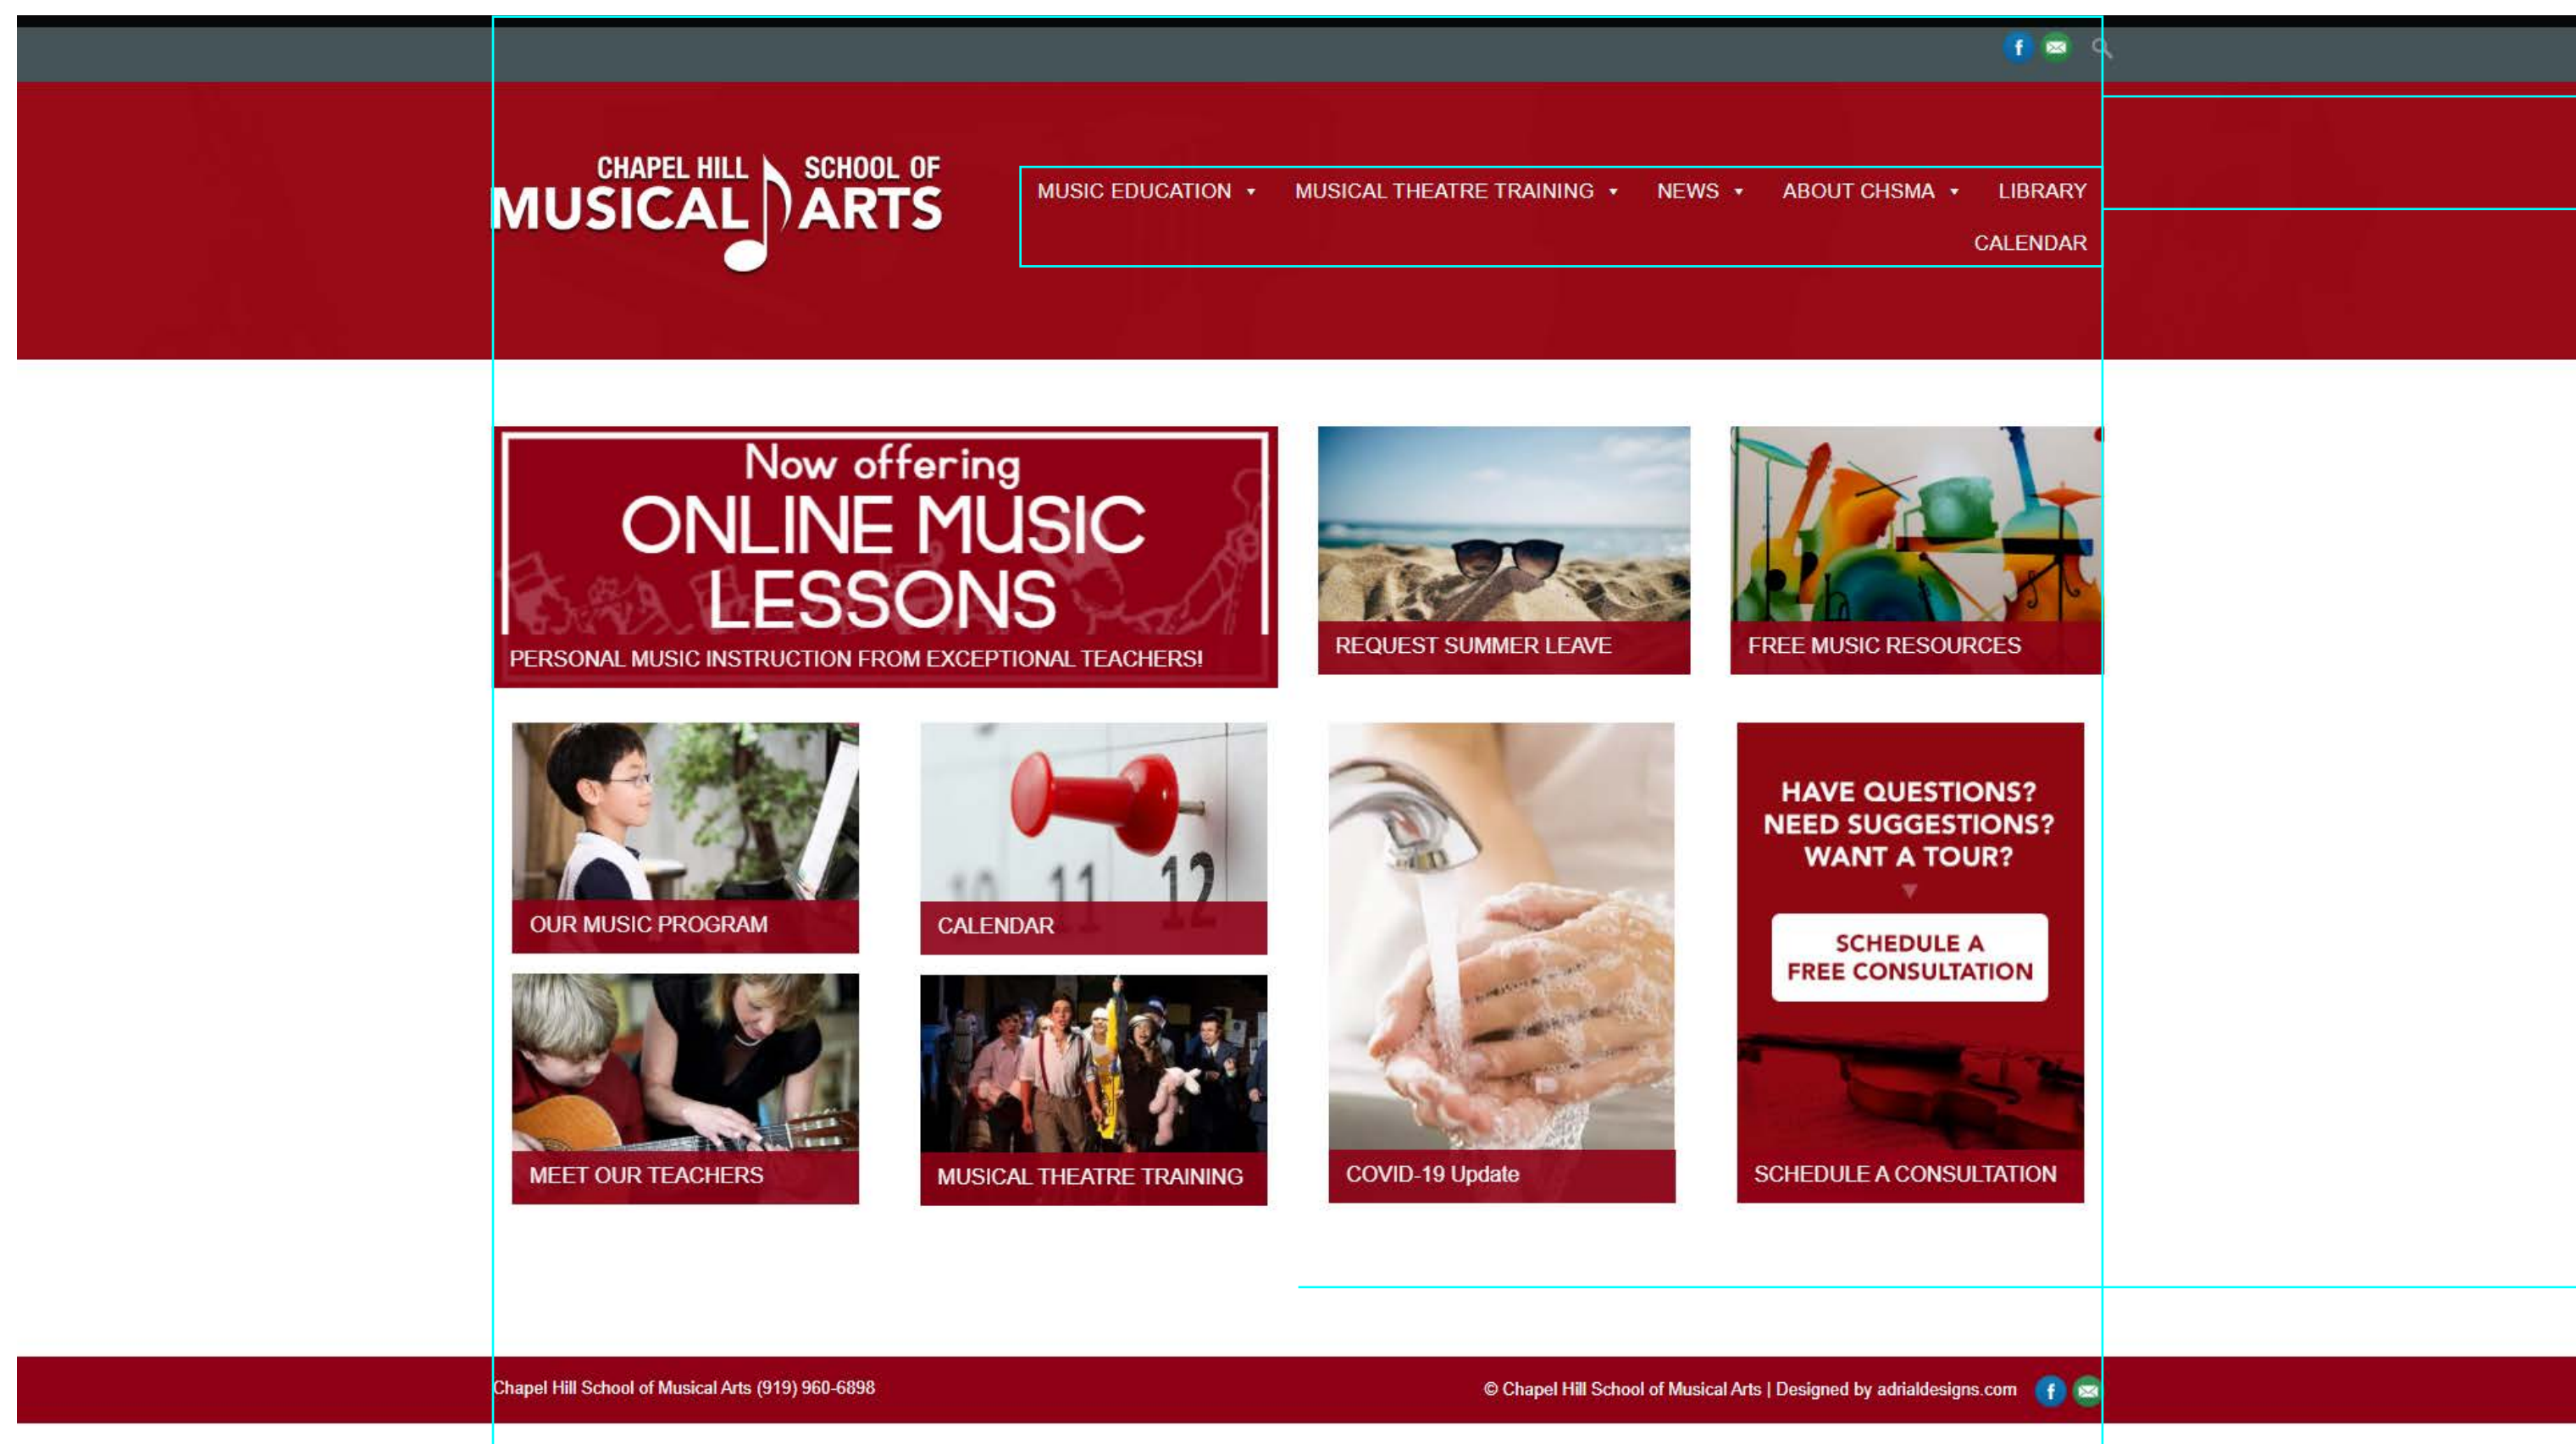 CHAPEL HILL SCHOOL OF
MUSICAL ARTS
MUSIC EDUCATION MUSICAL THEATRE TRAINING NEWS ABOUT CHSMA LIBRARY
CALENDAR
Now offering
ONLINE MUSIC
LESSONS
PERSONAL MUSIC INSTRUCTION FROM EXCEPTIONAL TEACHERS!
REQUEST SUMMER LEAVE
FREE MUSIC RESOURCES
OUR MUSIC PROGRAM
10 11 12
CALENDAR
HAVE QUESTIONS?
NEED SUGGESTIONS?
WANT A TOUR?
SCHEDULE A
FREE CONSULTATION
MEET OUR TEACHERS
MUSICAL THEATRE TRAINING
COVID-19 Update
SCHEDULE A CONSULTATION
Chapel Hill School of Musical Arts (919) 960-6898
© Chapel Hill School of Musical Arts | Designed by adrialdesigns.com